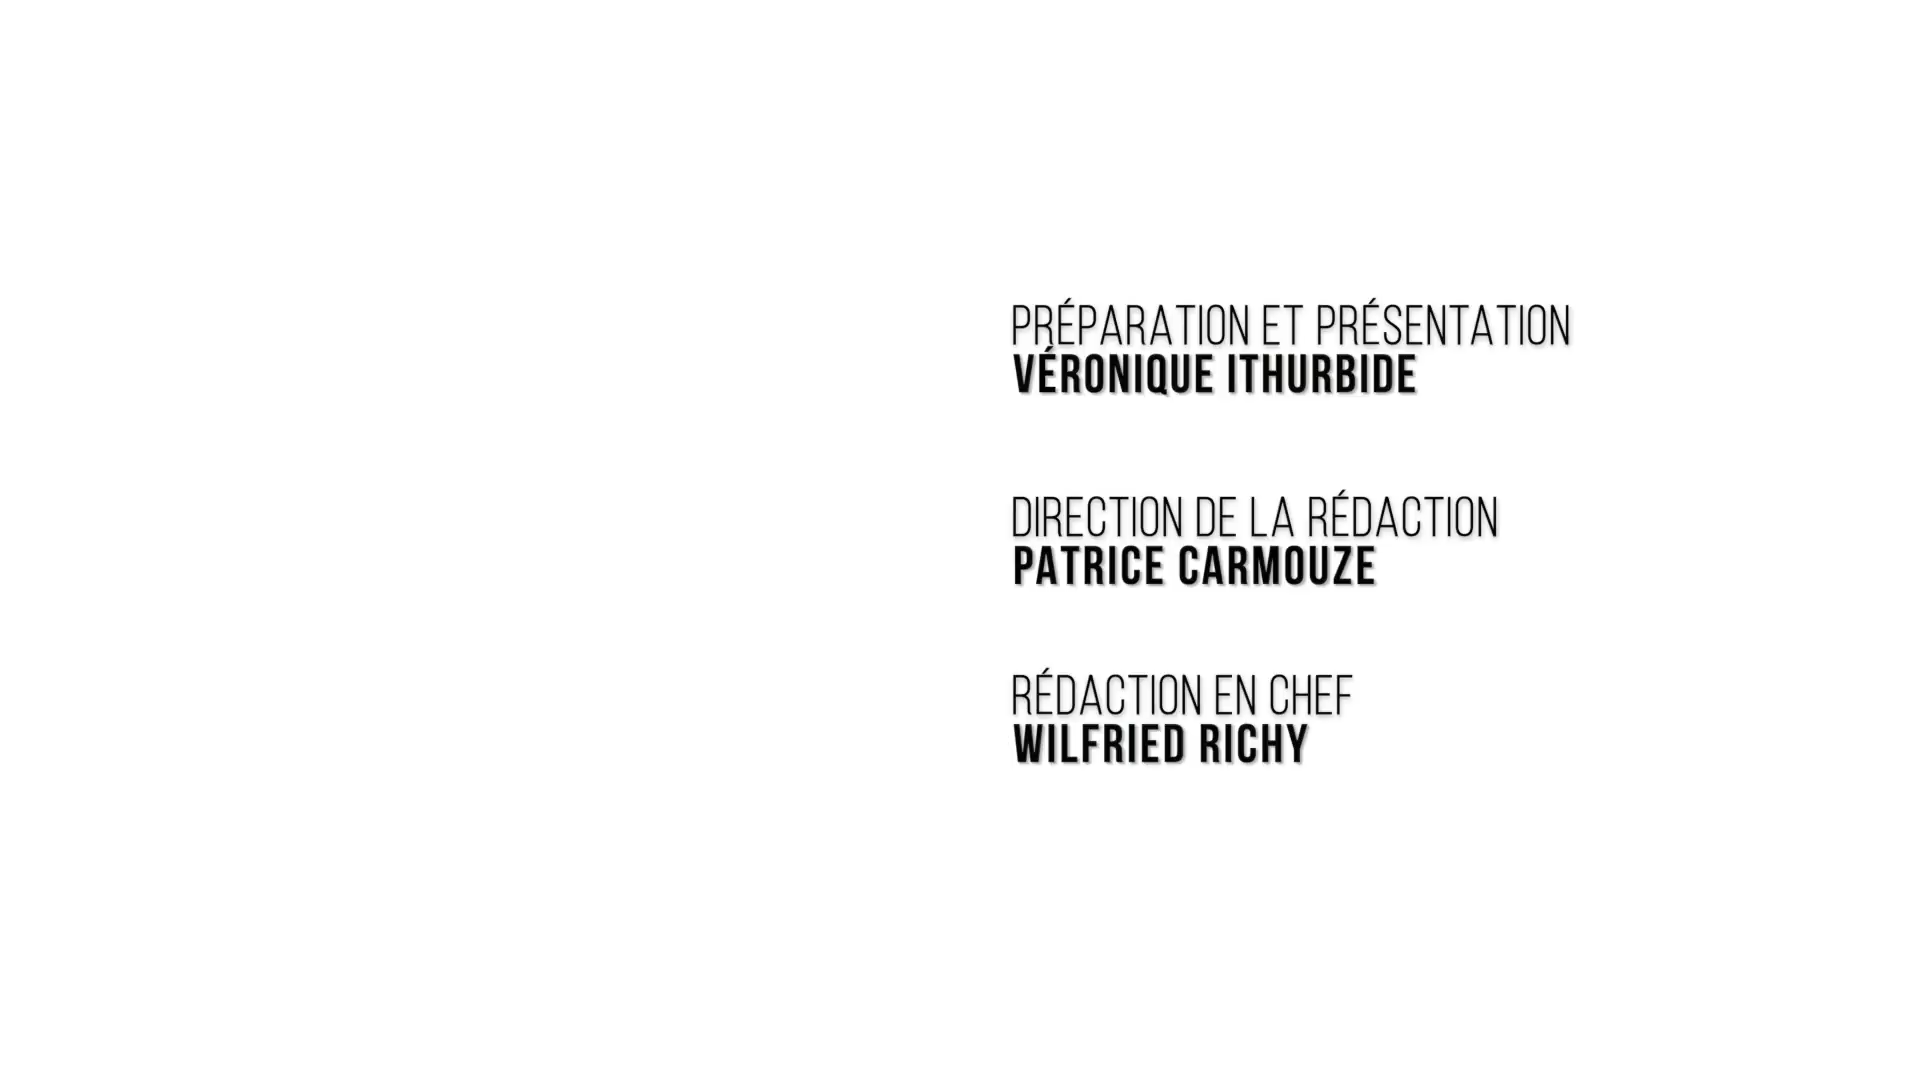 PRÉPARATION ET PRÉSENTATION
VÉRONIQUE ITHURBIDE
DIRECTION DE LA RÉDACTION
PATRICE CARMOUZE
RÉDACTION EN CHEF
WILFRIED RICHY